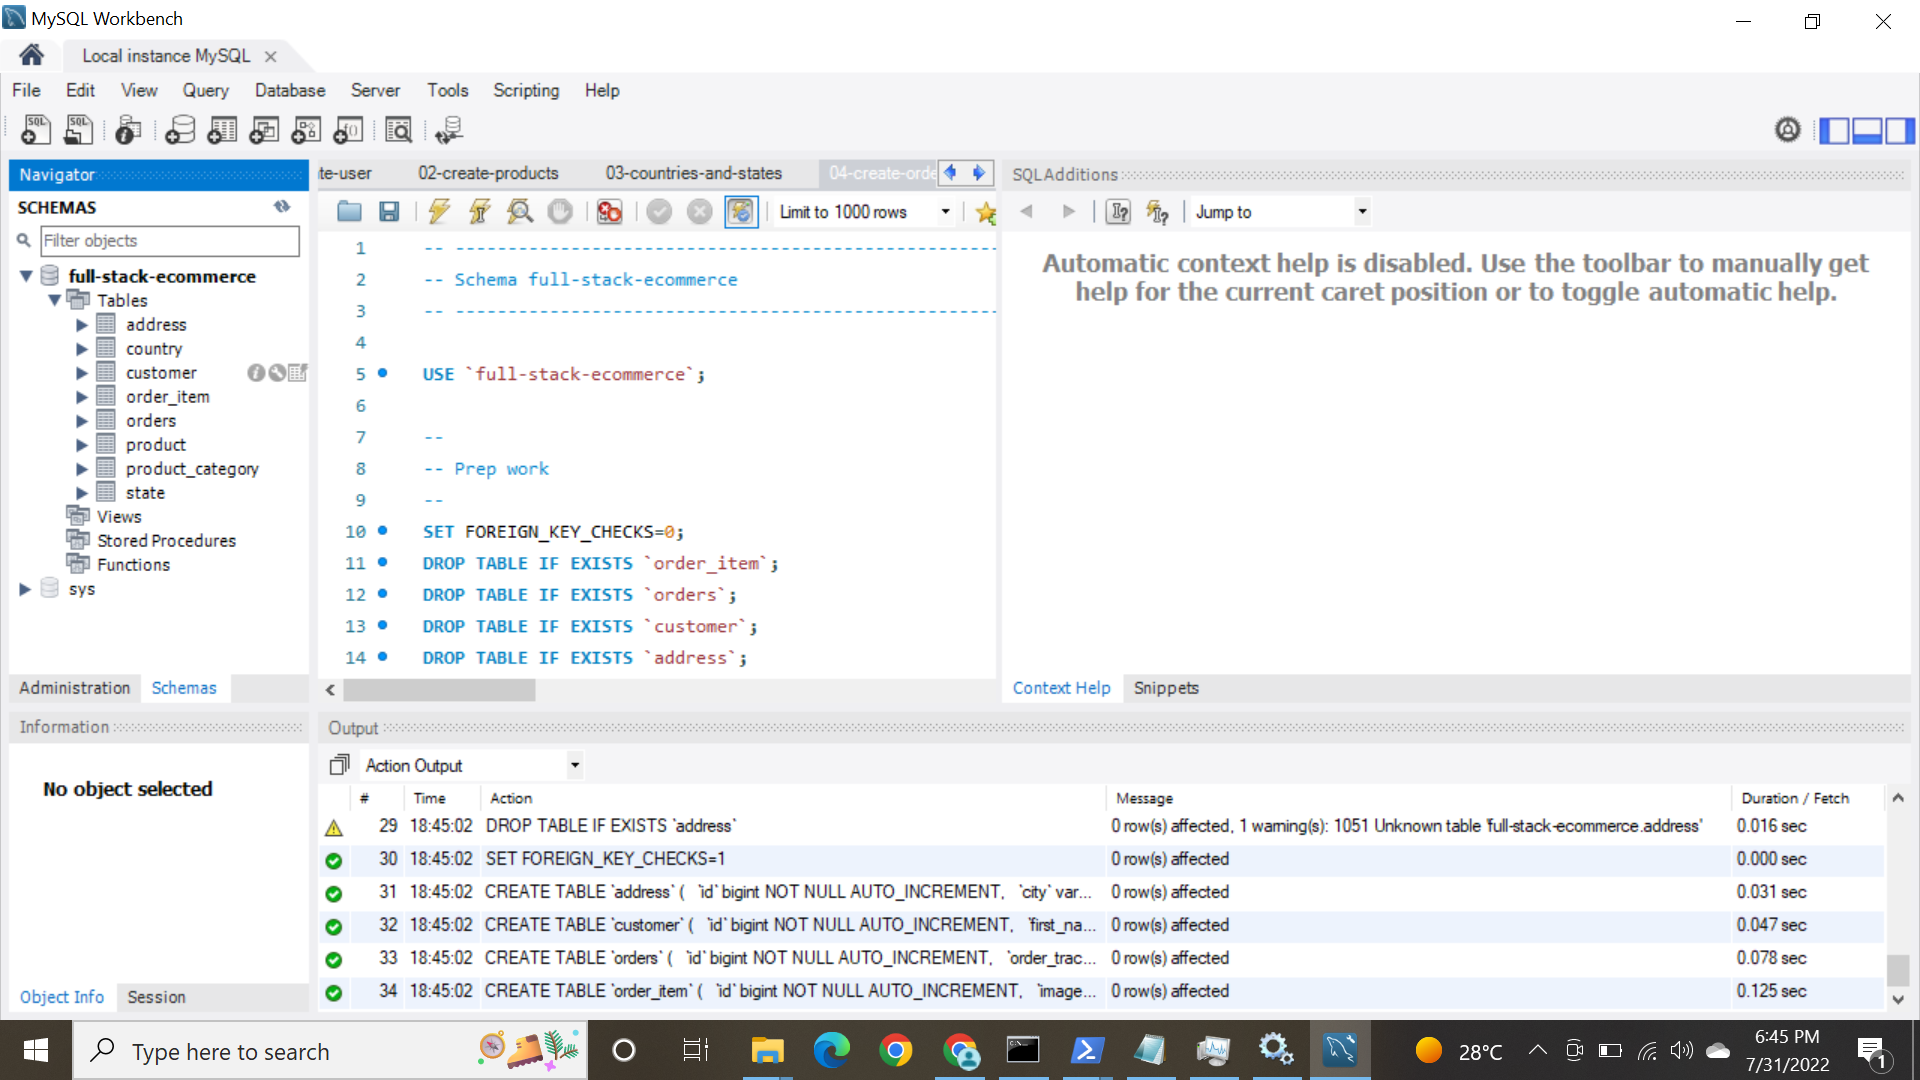 MySQL Workbench
Local instance MySQL
File Edit View Query Database Server Tools Scripting Help
Navigator
SCHEMAS
Filter objects
full-stack-ecommerce
Tables
address
country
customer
order_item
orders
product
product_category
state
Views
Stored Procedures
Functions
sys
Administration Schemas
Information
No object selected
Object Info Session
te-user 02-create-products 03-countries-and-states 04-create-orde
Limit to 1000 rows
1 -- ----------------------------------------------------
2 -- Schema full-stack-ecommerce
3 -- ----------------------------------------------------
4
5 USE `full-stack-ecommerce`;
6
7 --
8 -- Prep work
9 --
10 SET FOREIGN_KEY_CHECKS=0;
11 DROP TABLE IF EXISTS `order_item`;
12 DROP TABLE IF EXISTS `orders`;
13 DROP TABLE IF EXISTS `customer`;
14 DROP TABLE IF EXISTS `address`;
SQLAdditions
Jump to
Automatic context help is disabled. Use the toolbar to manually get
help for the current caret position or to toggle automatic help.
Context Help Snippets
Output
Action Output
# Time Action Message Duration / Fetch
29 18:45:02 DROP TABLE IF EXISTS `address` 0 row(s) affected, 1 warning(s): 1051 Unknown table 'full-stack-ecommerce.address' 0.016 sec
30 18:45:02 SET FOREIGN_KEY_CHECKS=1 0 row(s) affected 0.000 sec
31 18:45:02 CREATE TABLE `address` ( `id` bigint NOT NULL AUTO_INCREMENT, `city` var... 0 row(s) affected 0.031 sec
32 18:45:02 CREATE TABLE `customer` ( `id` bigint NOT NULL AUTO_INCREMENT, `first_na... 0 row(s) affected 0.047 sec
33 18:45:02 CREATE TABLE `orders` ( `id` bigint NOT NULL AUTO_INCREMENT, `order_trac... 0 row(s) affected 0.078 sec
34 18:45:02 CREATE TABLE `order_item` ( `id` bigint NOT NULL AUTO_INCREMENT, `image... 0 row(s) affected 0.125 sec
Type here to search
28°C
6:45 PM
7/31/2022
1